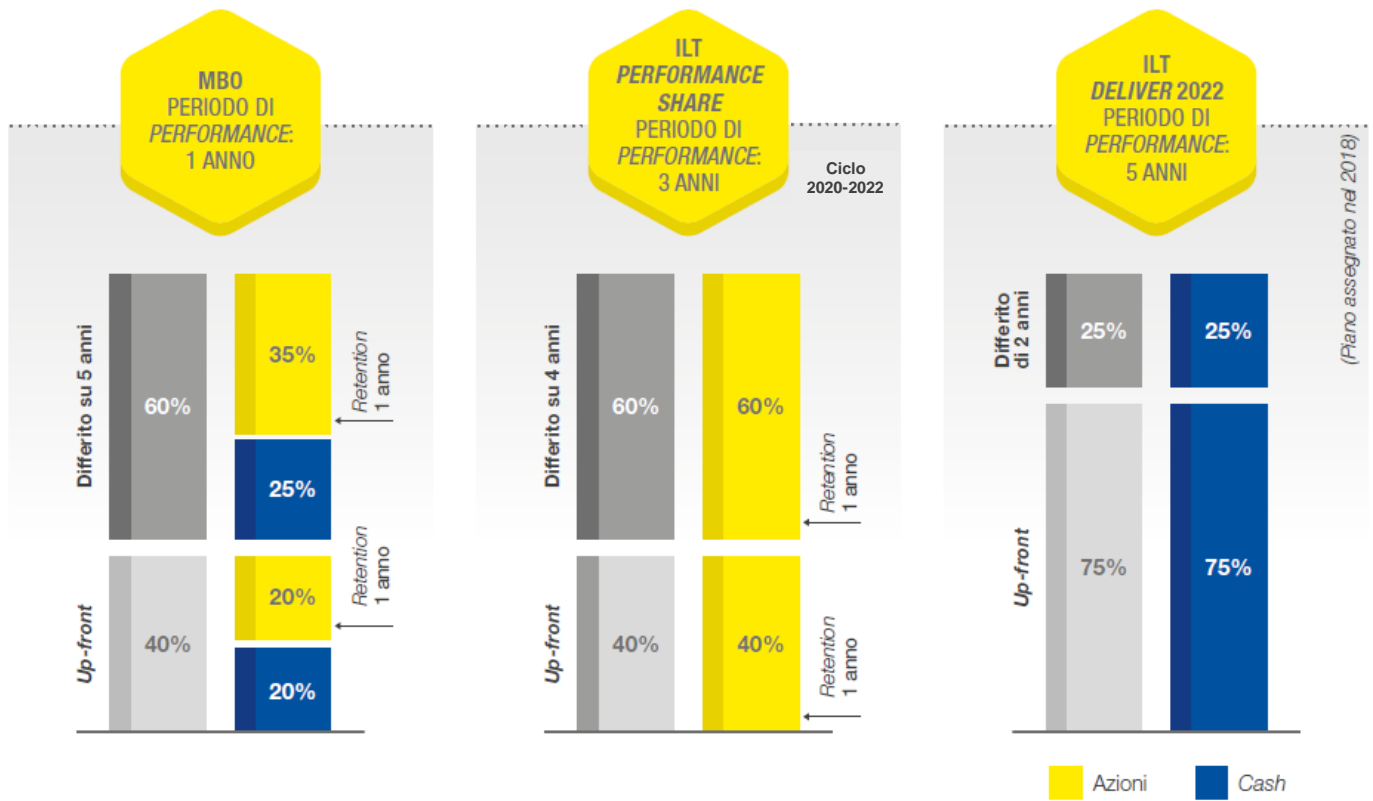 MBO
PERIODO DI
PERFORMANCE:
1 ANNO
Differito su 5 anni
60%
35%
Retention
1 anno
25%
Up-front
40%
20%
Retention
1 anno
20%
ILT
PERFORMANCE
SHARE
PERIODO DI
PERFORMANCE:
3 ANNI
Ciclo
2020-2022
Differito su 4 anni
60%
60%
Retention
1 anno
Up-front
40%
40%
Retention
1 anno
ILT
DELIVER 2022
PERIODO DI
PERFORMANCE:
5 ANNI
(Piano assegnato nel 2018)
Differito
di 2 anni
25%
25%
Up-front
75%
75%
Azioni
Cash